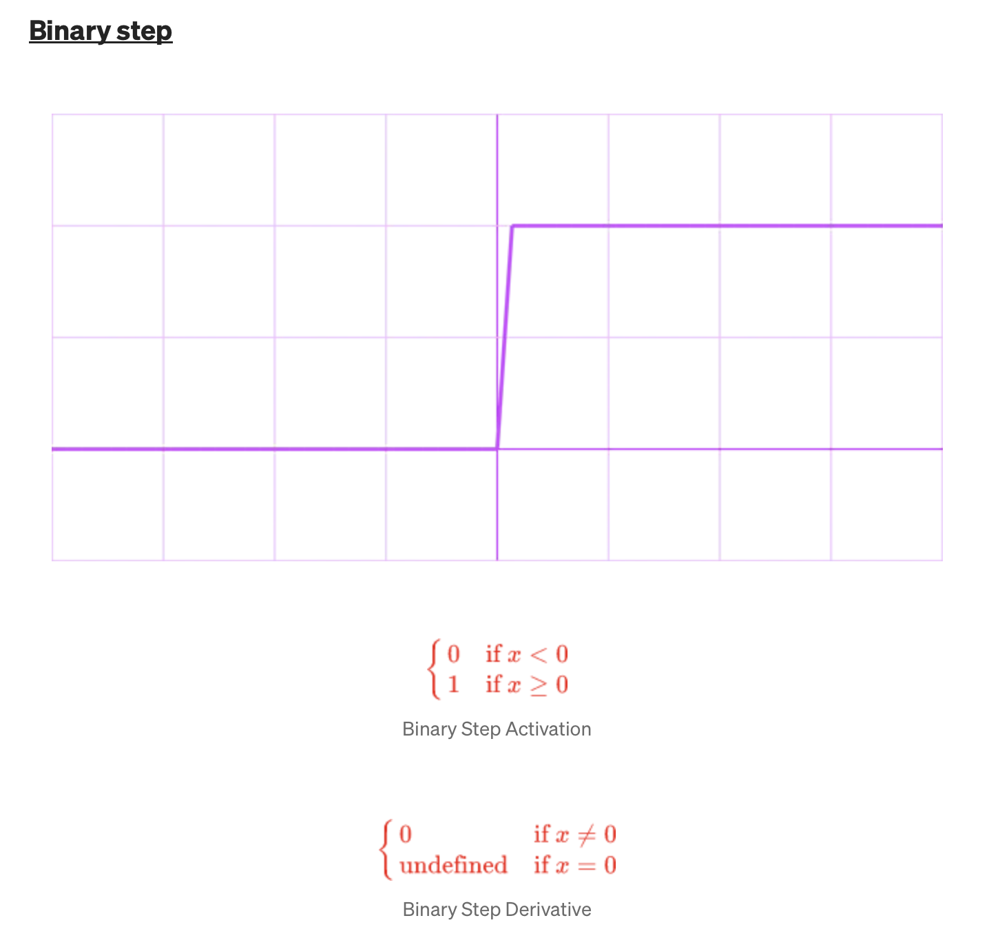 Binary step
0 if x < 0
1 if x ≥ 0
Binary Step Activation
0 if x ≠ 0
undefined if x = 0
Binary Step Derivative